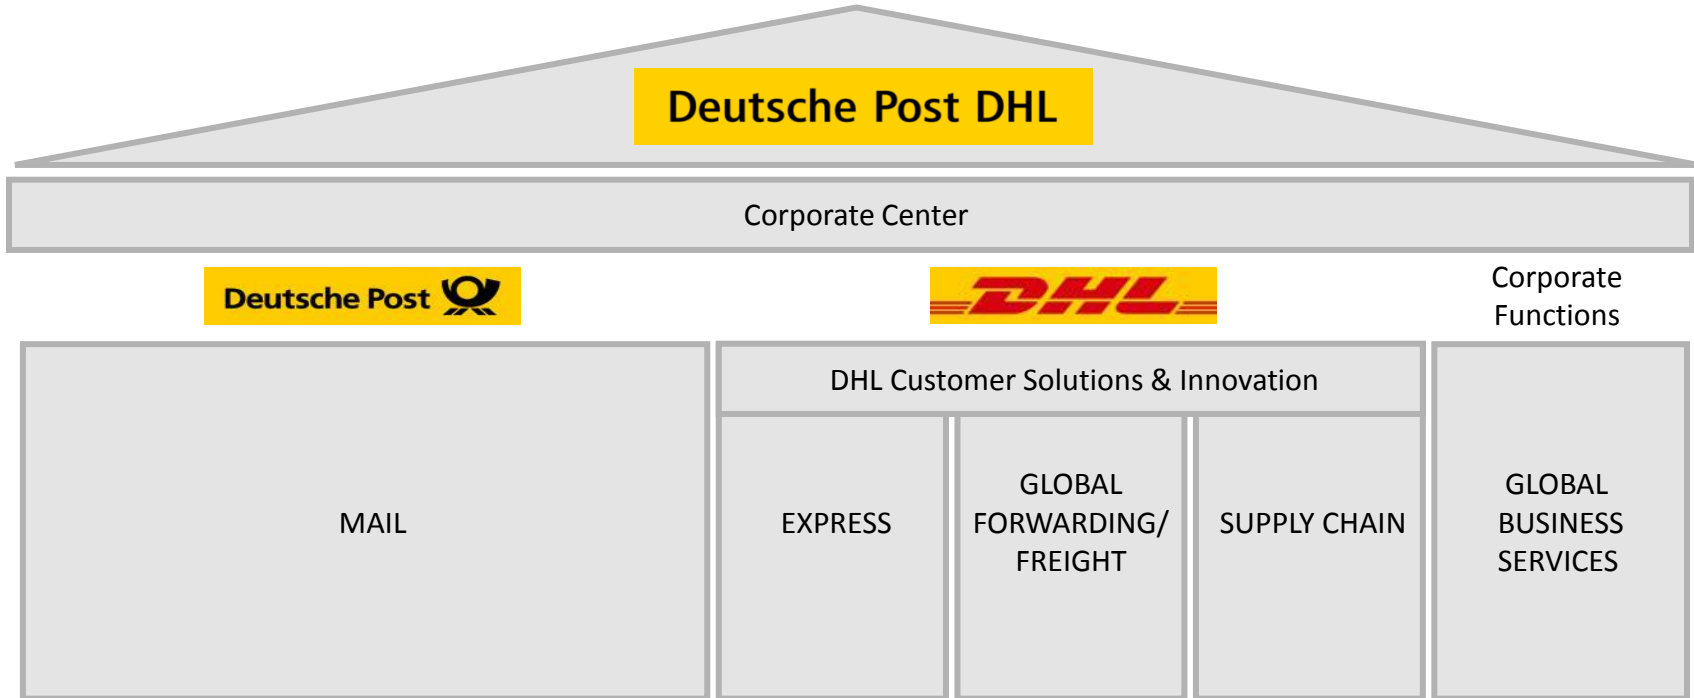 Deutsche Post DHL
Corporate Center
Deutsche Post
DHL
Corporate
Functions
DHL Customer Solutions & Innovation
MAIL
EXPRESS
GLOBAL
FORWARDING/
FREIGHT
SUPPLY CHAIN
GLOBAL
BUSINESS
SERVICES